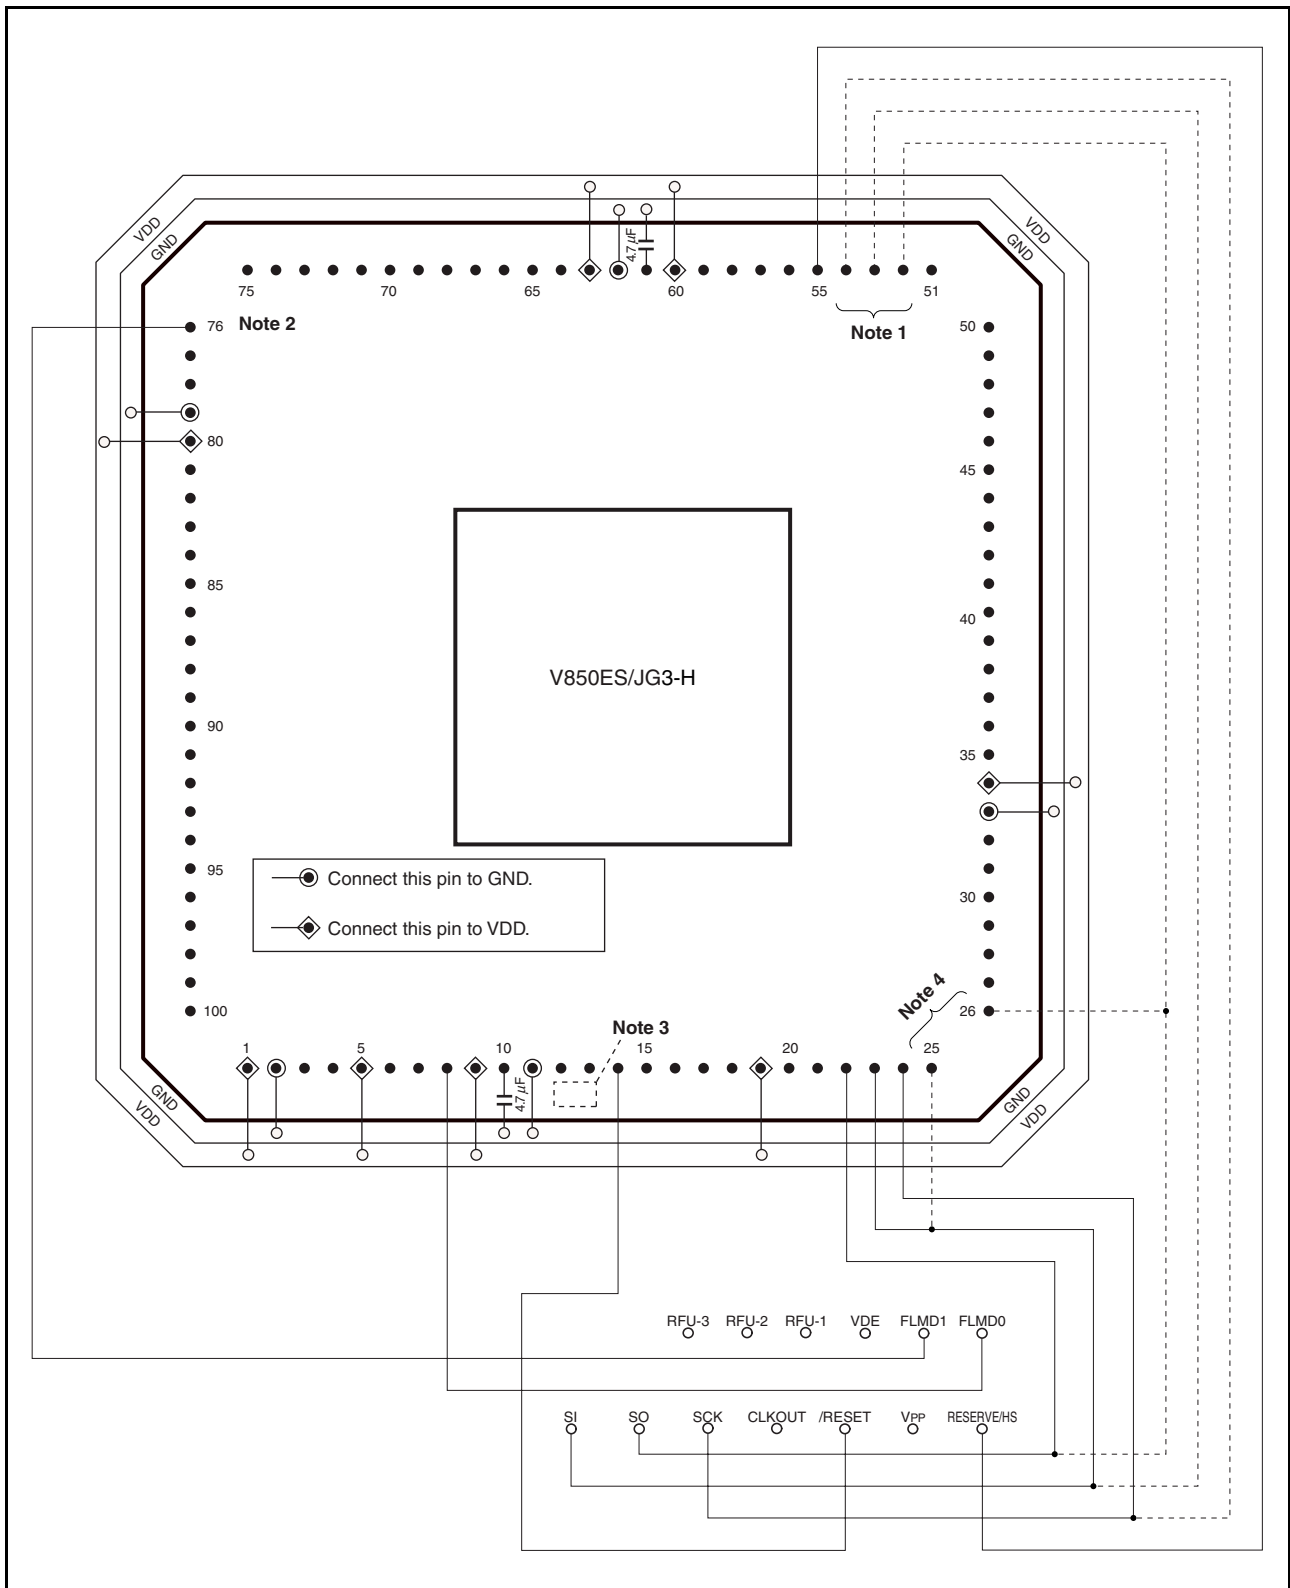 VDD
GND
VDD
GND
4.7 µF
75
70
65
60
55
51
Note 1
76
Note 2
50
80
45
85
40
V850ES/JG3-H
90
35
95
Connect this pin to GND.
30
Connect this pin to VDD.
Note 4
100
26
Note 3
1
5
10
15
20
25
4.7 µF
GND
VDD
GND
VDD
RFU-3 RFU-2 RFU-1 VDE FLMD1 FLMD0
SI SO SCK CLKOUT /RESET VPP RESERVE/HS